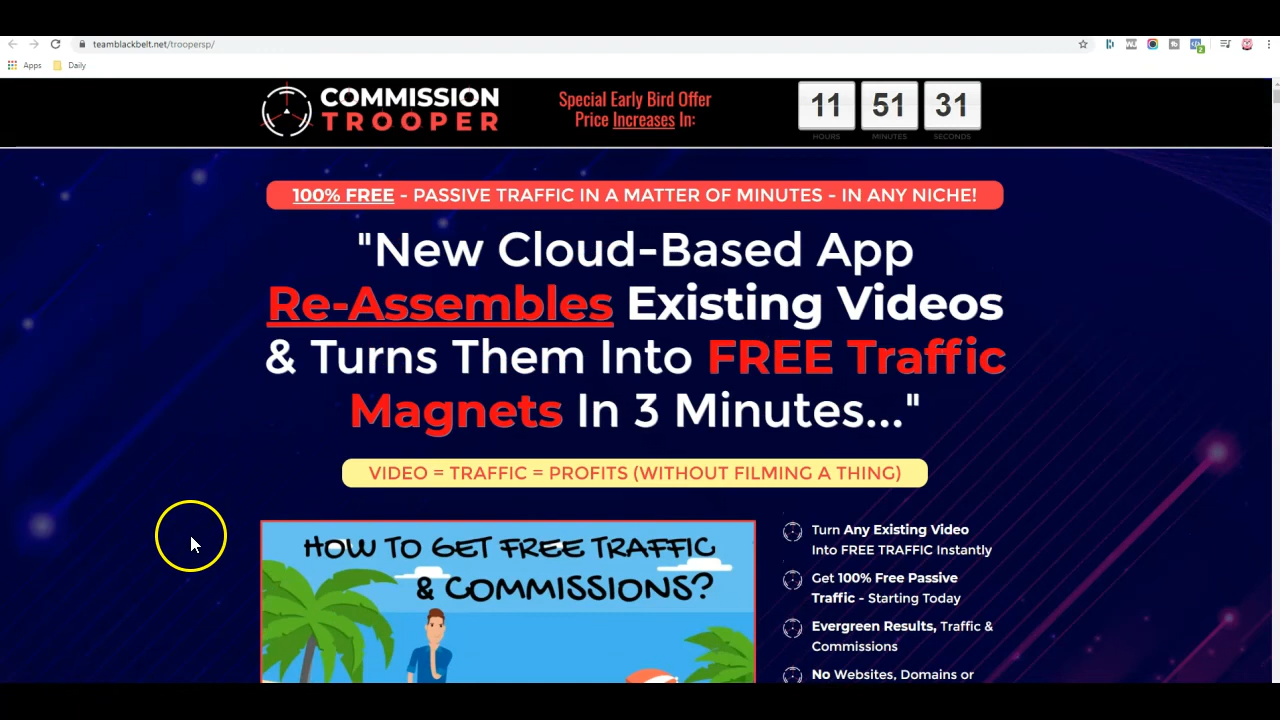 teamblackbelt.net/troopersp/
Apps
Daily
COMMISSION
TROOPER
Special Early Bird Offer
Price Increases In:
11
51
31
HOURS
MINUTES
SECONDS
100% FREE - PASSIVE TRAFFIC IN A MATTER OF MINUTES - IN ANY NICHE!
"New Cloud-Based App
Re-Assembles Existing Videos
& Turns Them Into FREE Traffic
Magnets In 3 Minutes..."
VIDEO = TRAFFIC = PROFITS (WITHOUT FILMING A THING)
HOW TO GET FREE TRAFFIC
& COMMISSIONS?
Turn Any Existing Video
Into FREE TRAFFIC Instantly
Get 100% Free Passive
Traffic - Starting Today
Evergreen Results, Traffic &
Commissions
No Websites, Domains or